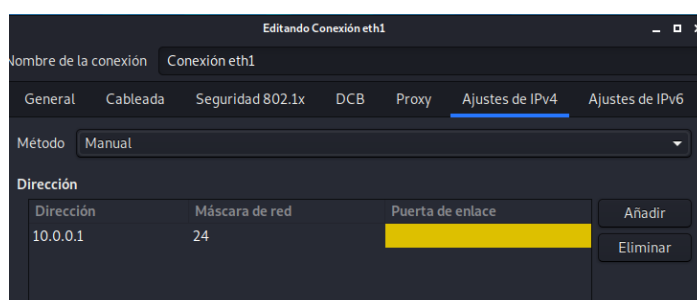 Editando Conexión eth1
Nombre de la conexión Conexión eth1
General Cableada Seguridad 802.1x DCB Proxy Ajustes de IPv4 Ajustes de IPv6
Método Manual
Dirección
Dirección Máscara de red Puerta de enlace Añadir
10.0.0.1 24
Eliminar